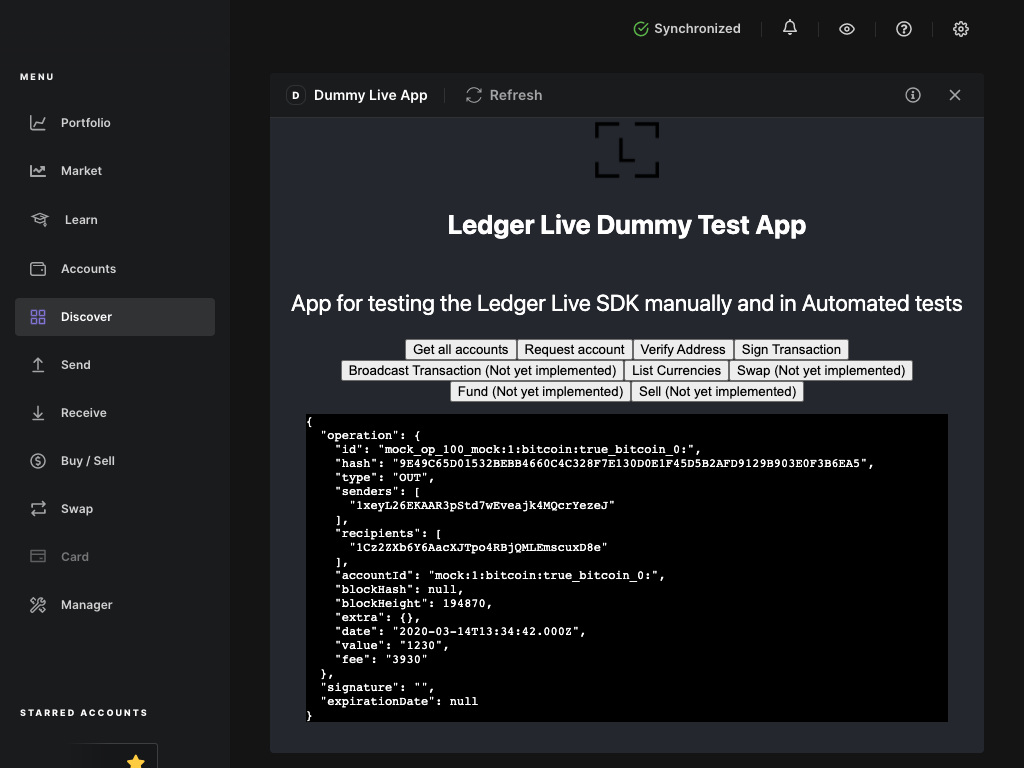 Synchronized
MENU
Portfolio
Market
Learn
Accounts
Discover
Send
Receive
Buy / Sell
Swap
Card
Manager
STARRED ACCOUNTS
D Dummy Live App Refresh
L
Ledger Live Dummy Test App
App for testing the Ledger Live SDK manually and in Automated tests
Get all accounts Request account Verify Address Sign Transaction
Broadcast Transaction (Not yet implemented) List Currencies Swap (Not yet implemented)
Fund (Not yet implemented) Sell (Not yet implemented)
{
  "operation": {
    "id": "mock_op_100_mock:1:bitcoin:true_bitcoin_0:",
    "hash": "9E49C65D01532BEBB4660C4C328F7E130D0E1F45D5B2AFD9129B903E0F3B6EA5",
    "type": "OUT",
    "senders": [
      "1xeyL26EKAAR3pStd7wEveajk4MQcrYezeJ"
    ],
    "recipients": [
      "1Cz2ZXb6Y6AacXJTpo4RBjQMLEmscuxD8e"
    ],
    "accountId": "mock:1:bitcoin:true_bitcoin_0:",
    "blockHash": null,
    "blockHeight": 194870,
    "extra": {},
    "date": "2020-03-14T13:34:42.000Z",
    "value": "1230",
    "fee": "3930"
  },
  "signature": "",
  "expirationDate": null
}